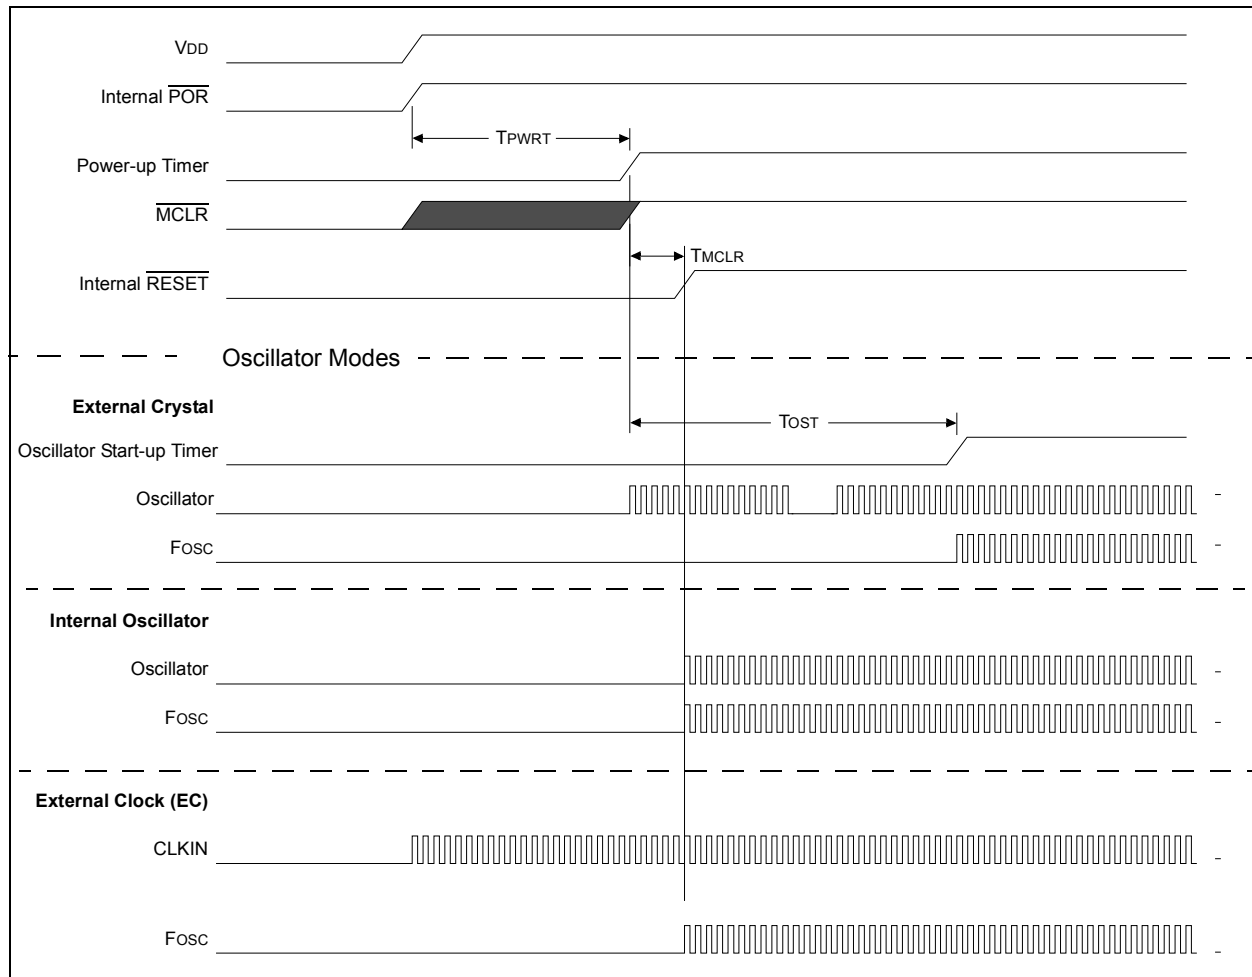 VDD
Internal POR
TPWRT
Power-up Timer
MCLR
TMCLR
Internal RESET
Oscillator Modes
External Crystal
TOST
Oscillator Start-up Timer
Oscillator
FOSC
Internal Oscillator
Oscillator
FOSC
External Clock (EC)
CLKIN
FOSC